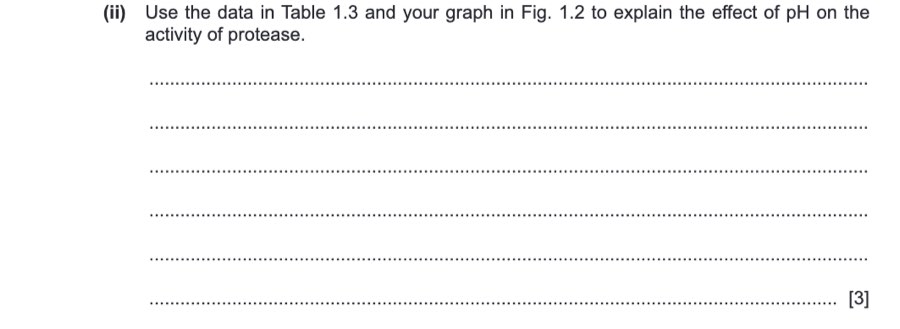 (ii) Use the data in Table 1.3 and your graph in Fig. 1.2 to explain the effect of pH on the
activity of protease.
[3]